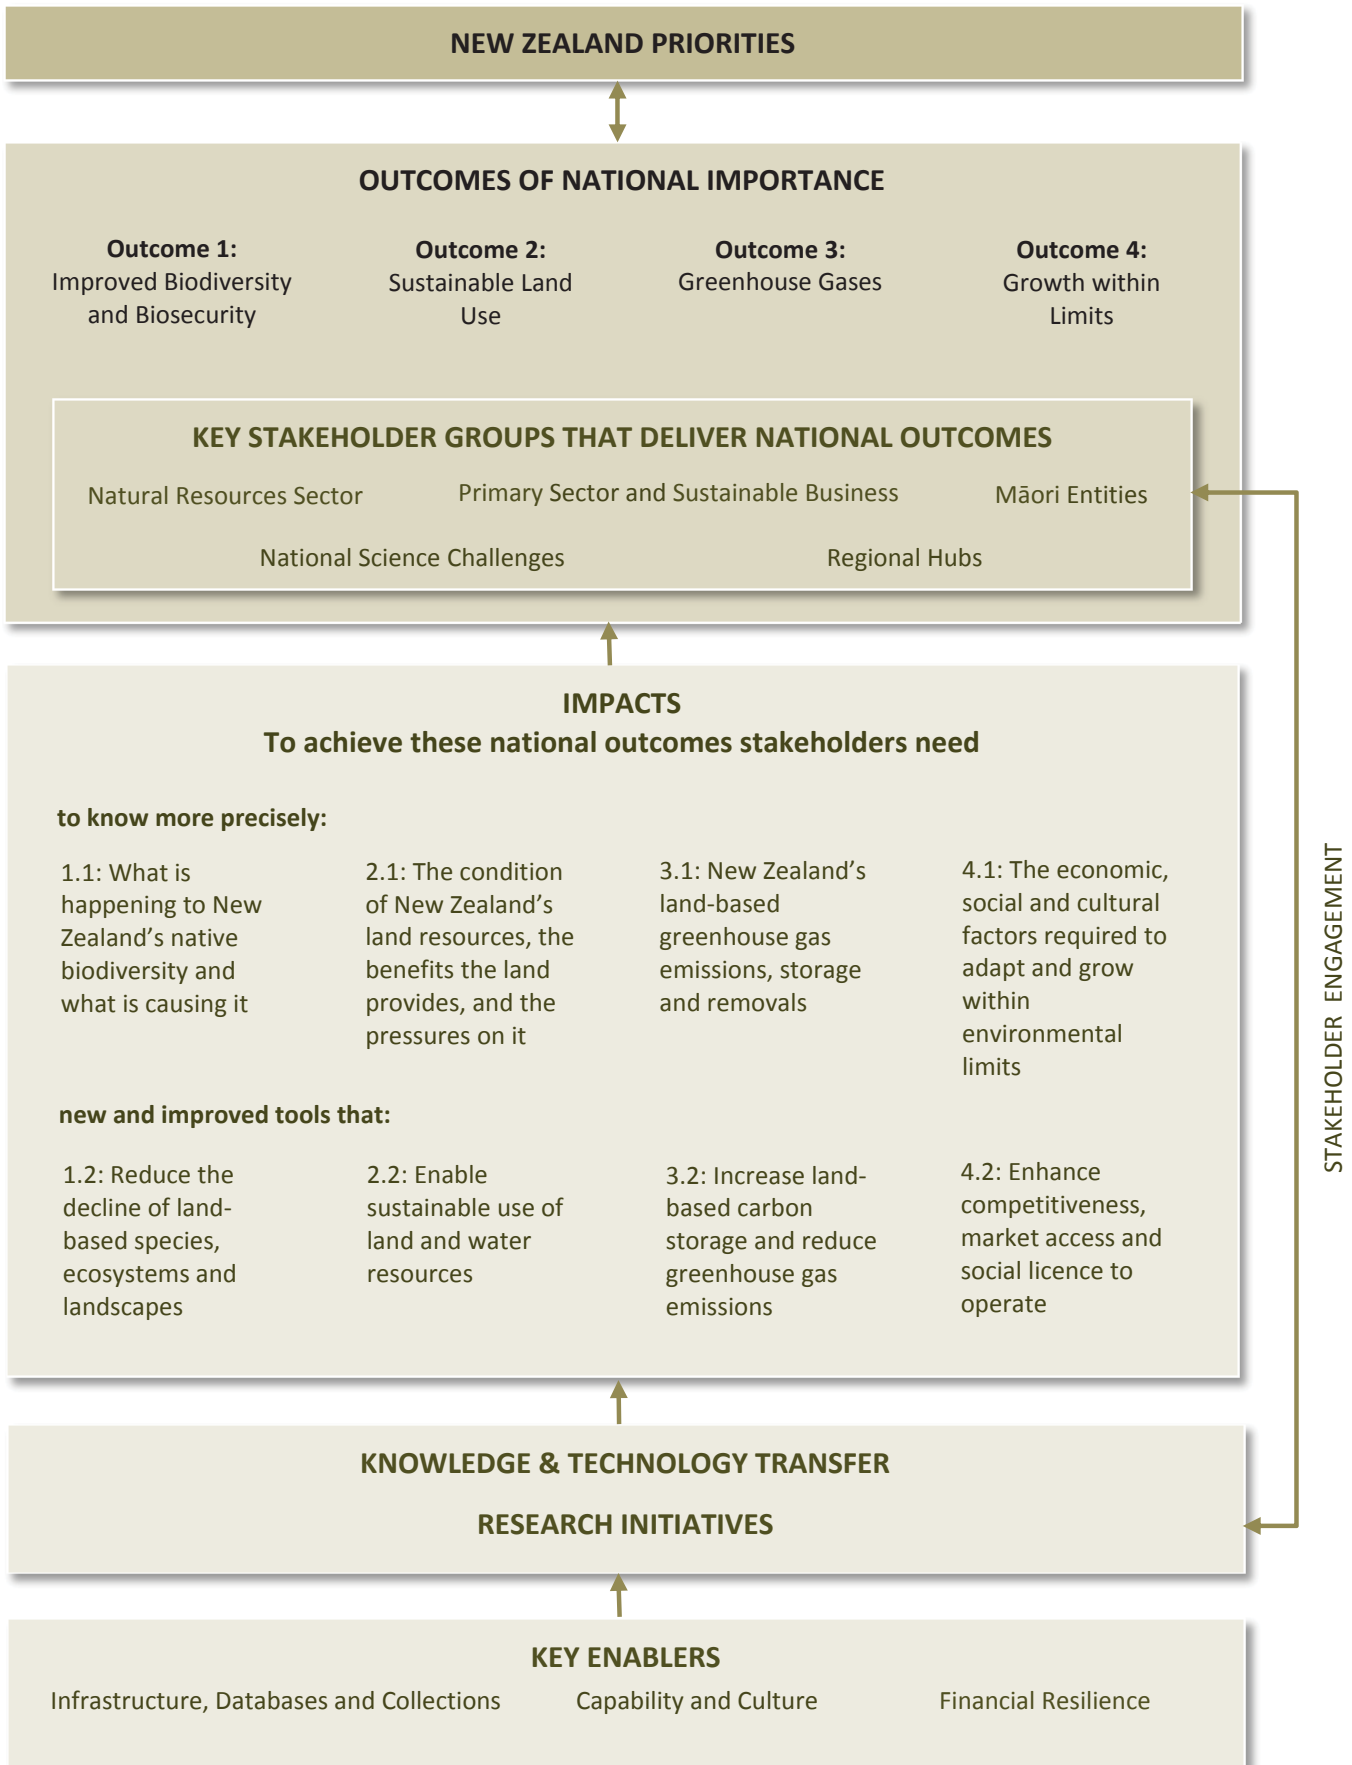 NEW ZEALAND PRIORITIES
OUTCOMES OF NATIONAL IMPORTANCE
Outcome 1:
Improved Biodiversity
and Biosecurity
Outcome 2:
Sustainable Land
Use
Outcome 3:
Greenhouse Gases
Outcome 4:
Growth within
Limits
KEY STAKEHOLDER GROUPS THAT DELIVER NATIONAL OUTCOMES
Natural Resources Sector
Primary Sector and Sustainable Business
Māori Entities
National Science Challenges
Regional Hubs
IMPACTS
To achieve these national outcomes stakeholders need
to know more precisely:
1.1: What is
happening to New
Zealand’s native
biodiversity and
what is causing it
2.1: The condition
of New Zealand’s
land resources, the
benefits the land
provides, and the
pressures on it
3.1: New Zealand’s
land-based
greenhouse gas
emissions, storage
and removals
4.1: The economic,
social and cultural
factors required to
adapt and grow
within
environmental
limits
new and improved tools that:
1.2: Reduce the
decline of land-
based species,
ecosystems and
landscapes
2.2: Enable
sustainable use of
land and water
resources
3.2: Increase land-
based carbon
storage and reduce
greenhouse gas
emissions
4.2: Enhance
competitiveness,
market access and
social licence to
operate
STAKEHOLDER ENGAGEMENT
KNOWLEDGE & TECHNOLOGY TRANSFER
RESEARCH INITIATIVES
KEY ENABLERS
Infrastructure, Databases and Collections
Capability and Culture
Financial Resilience